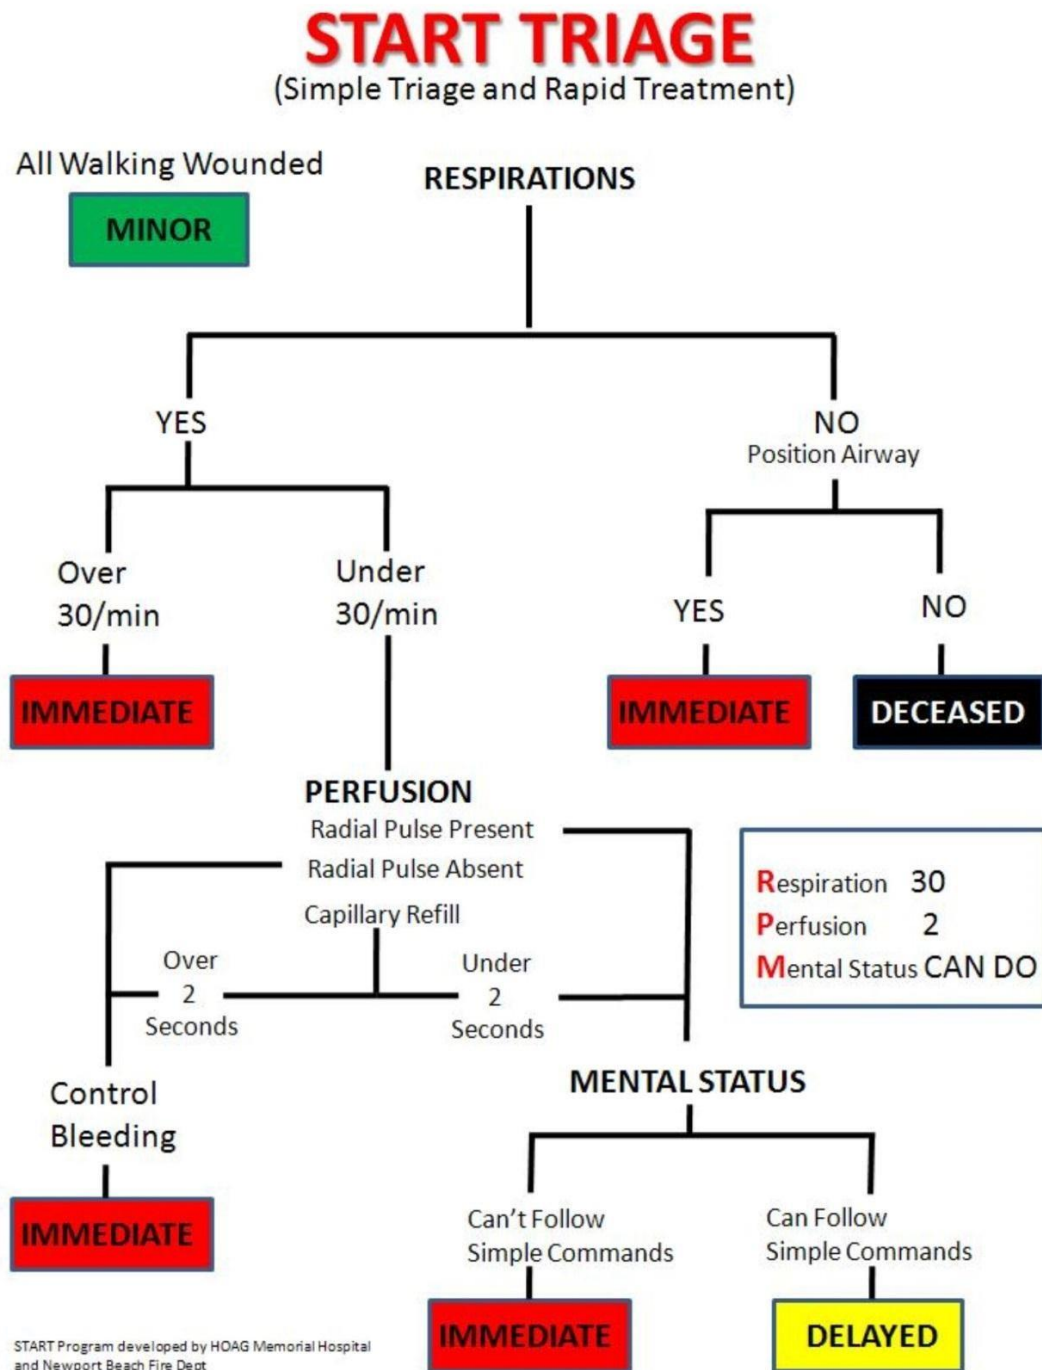 START TRIAGE
(Simple Triage and Rapid Treatment)
All Walking Wounded
MINOR
RESPIRATIONS
YES
NO
Position Airway
Over
30/min
Under
30/min
YES
NO
IMMEDIATE
IMMEDIATE
DECEASED
PERFUSION
Radial Pulse Present
Radial Pulse Absent
Capillary Refill
Over
2
Seconds
Under
2
Seconds
Respiration 30
Perfusion 2
Mental Status CAN DO
Control
Bleeding
IMMEDIATE
MENTAL STATUS
Can't Follow
Simple Commands
Can Follow
Simple Commands
IMMEDIATE
DELAYED
START Program developed by HOAG Memorial Hospital
and Newport Beach Fire Dept